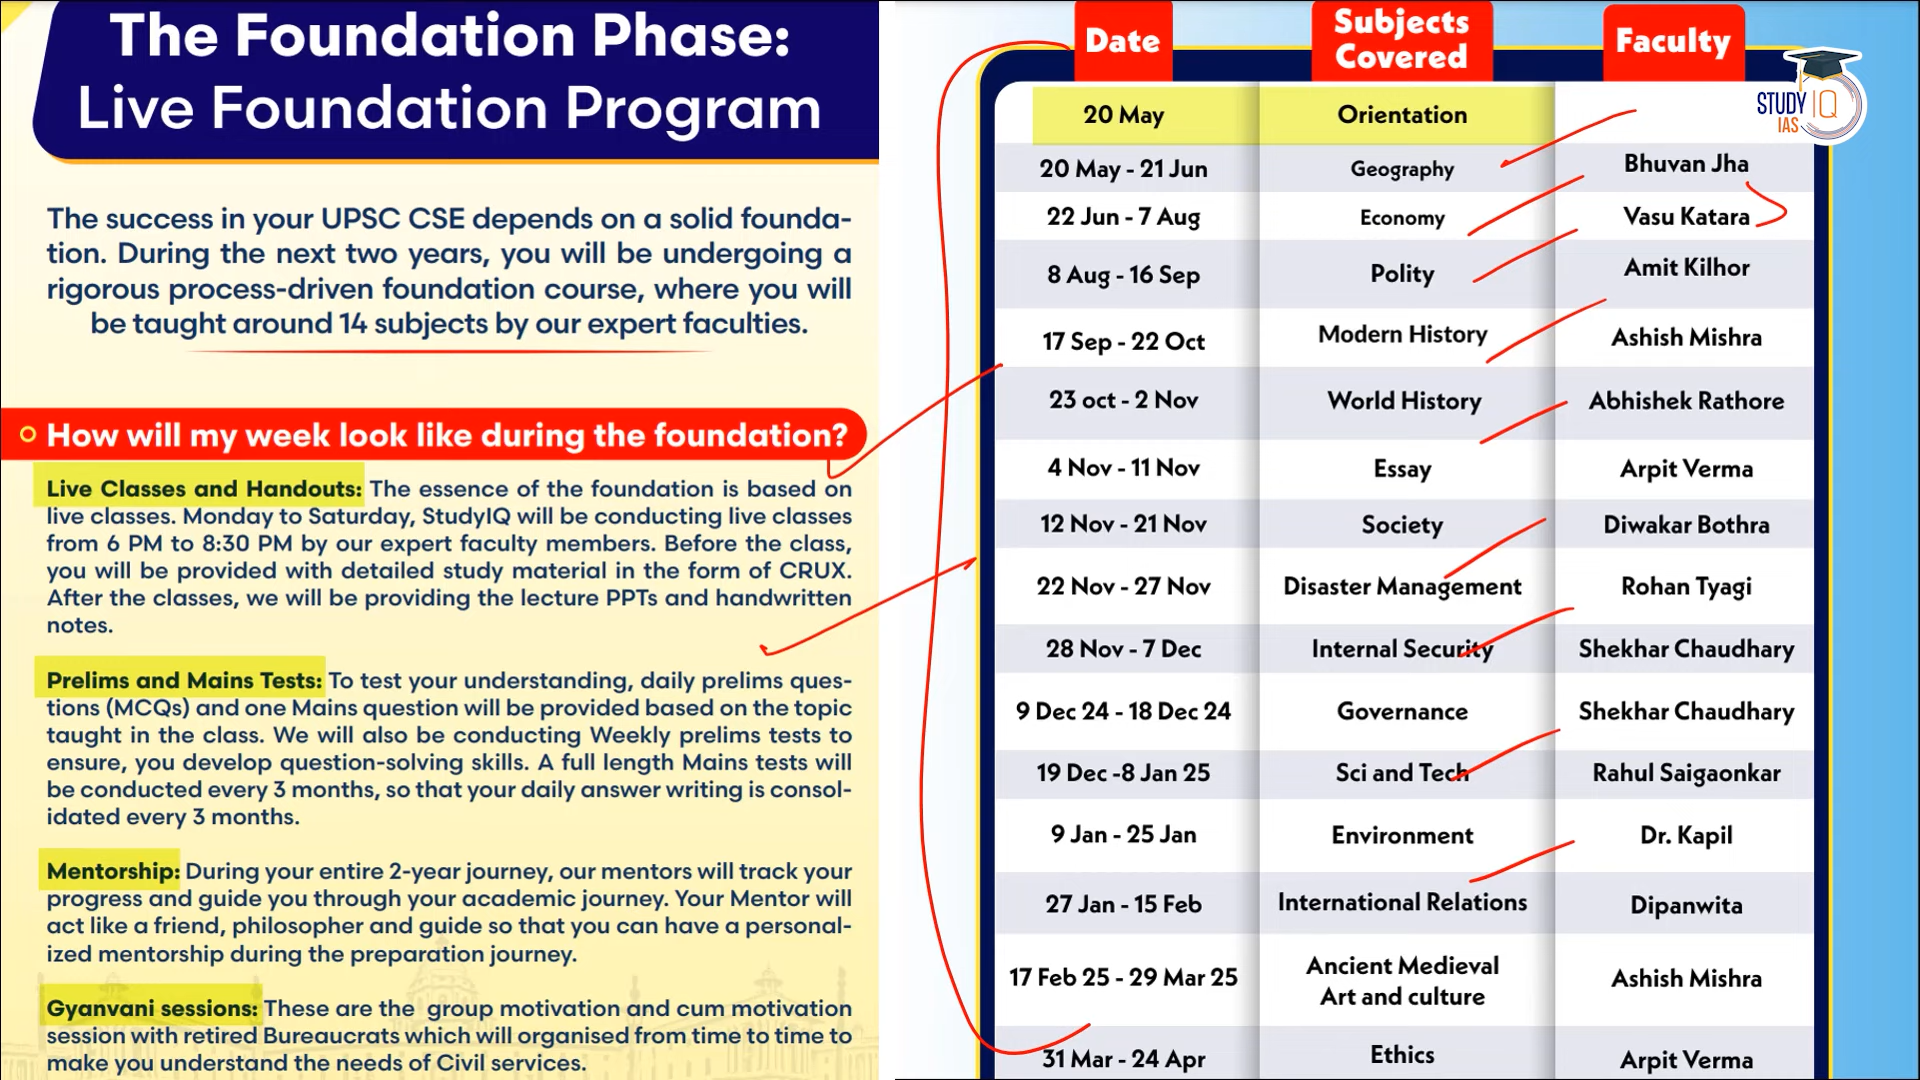 The Foundation Phase:
Live Foundation Program
The success in your UPSC CSE depends on a solid founda-
tion. During the next two years, you will be undergoing a
rigorous process-driven foundation course, where you will
be taught around 14 subjects by our expert faculties.
How will my week look like during the foundation?
Live Classes and Handouts: The essence of the foundation is based on
live classes. Monday to Saturday, StudyIQ will be conducting live classes
from 6 PM to 8:30 PM by our expert faculty members. Before the class,
you will be provided with detailed study material in the form of CRUX.
After the classes, we will be providing the lecture PPTs and handwritten
notes.
Prelims and Mains Tests: To test your understanding, daily prelims ques-
tions (MCQs) and one Mains question will be provided based on the topic
taught in the class. We will also be conducting Weekly prelims tests to
ensure, you develop question-solving skills. A full length Mains tests will
be conducted every 3 months, so that your daily answer writing is consol-
idated every 3 months.
Mentorship: During your entire 2-year journey, our mentors will track your
progress and guide you through your academic journey. Your Mentor will
act like a friend, philosopher and guide so that you can have a personal-
ized mentorship during the preparation journey.
Gyanvani sessions: These are the group motivation and cum motivation
session with retired Bureaucrats which will organised from time to time to
make you understand the needs of Civil services.
Date Subjects Covered Faculty
STUDY IQ
IAS
20 May Orientation
20 May - 21 Jun Geography Bhuvan Jha
22 Jun - 7 Aug Economy Vasu Katara
8 Aug - 16 Sep Polity Amit Kilhor
17 Sep - 22 Oct Modern History Ashish Mishra
23 oct - 2 Nov World History Abhishek Rathore
4 Nov - 11 Nov Essay Arpit Verma
12 Nov - 21 Nov Society Diwakar Bothra
22 Nov - 27 Nov Disaster Management Rohan Tyagi
28 Nov - 7 Dec Internal Security Shekhar Chaudhary
9 Dec 24 - 18 Dec 24 Governance Shekhar Chaudhary
19 Dec -8 Jan 25 Sci and Tech Rahul Saigaonkar
9 Jan - 25 Jan Environment Dr. Kapil
27 Jan - 15 Feb International Relations Dipanwita
17 Feb 25 - 29 Mar 25 Ancient Medieval Art and culture Ashish Mishra
31 Mar - 24 Apr Ethics Arpit Verma